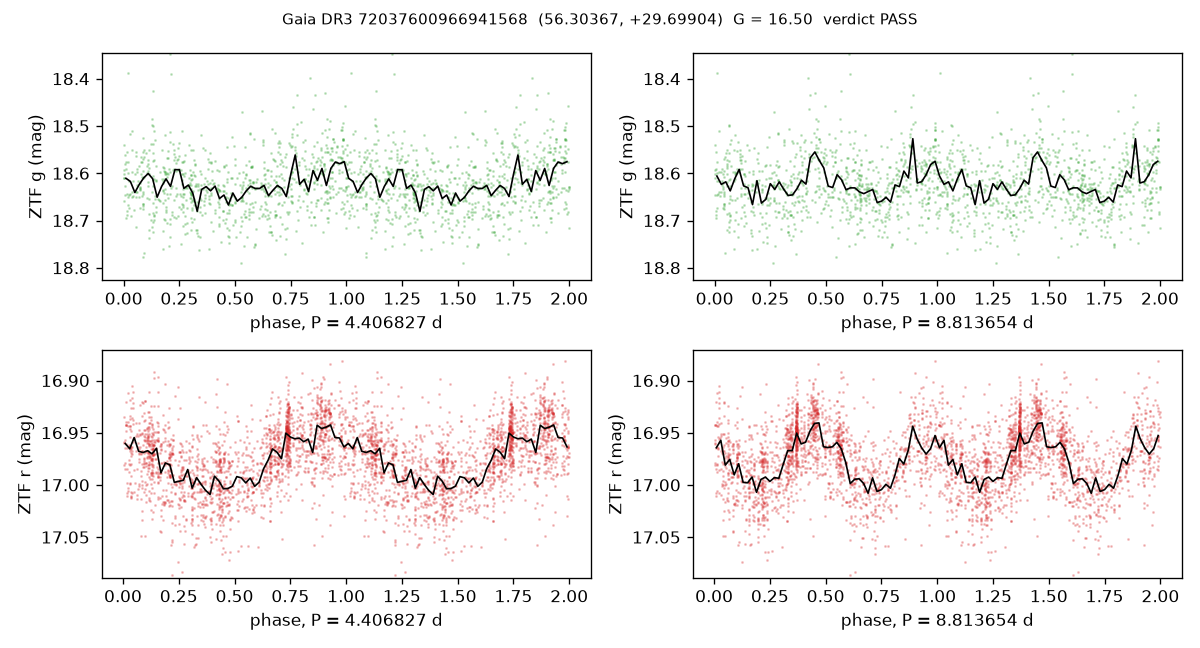 Gaia DR3 72037600966941568 (56.30367, +29.69904) G = 16.50 verdict PASS
ZTF g (mag)
18.4
18.5
18.6
18.7
18.8
0.00 0.25 0.50 0.75 1.00 1.25 1.50 1.75 2.00
phase, P = 4.406827 d
ZTF g (mag)
18.4
18.5
18.6
18.7
18.8
0.00 0.25 0.50 0.75 1.00 1.25 1.50 1.75 2.00
phase, P = 8.813654 d
ZTF r (mag)
16.90
16.95
17.00
17.05
0.00 0.25 0.50 0.75 1.00 1.25 1.50 1.75 2.00
phase, P = 4.406827 d
ZTF r (mag)
16.90
16.95
17.00
17.05
0.00 0.25 0.50 0.75 1.00 1.25 1.50 1.75 2.00
phase, P = 8.813654 d